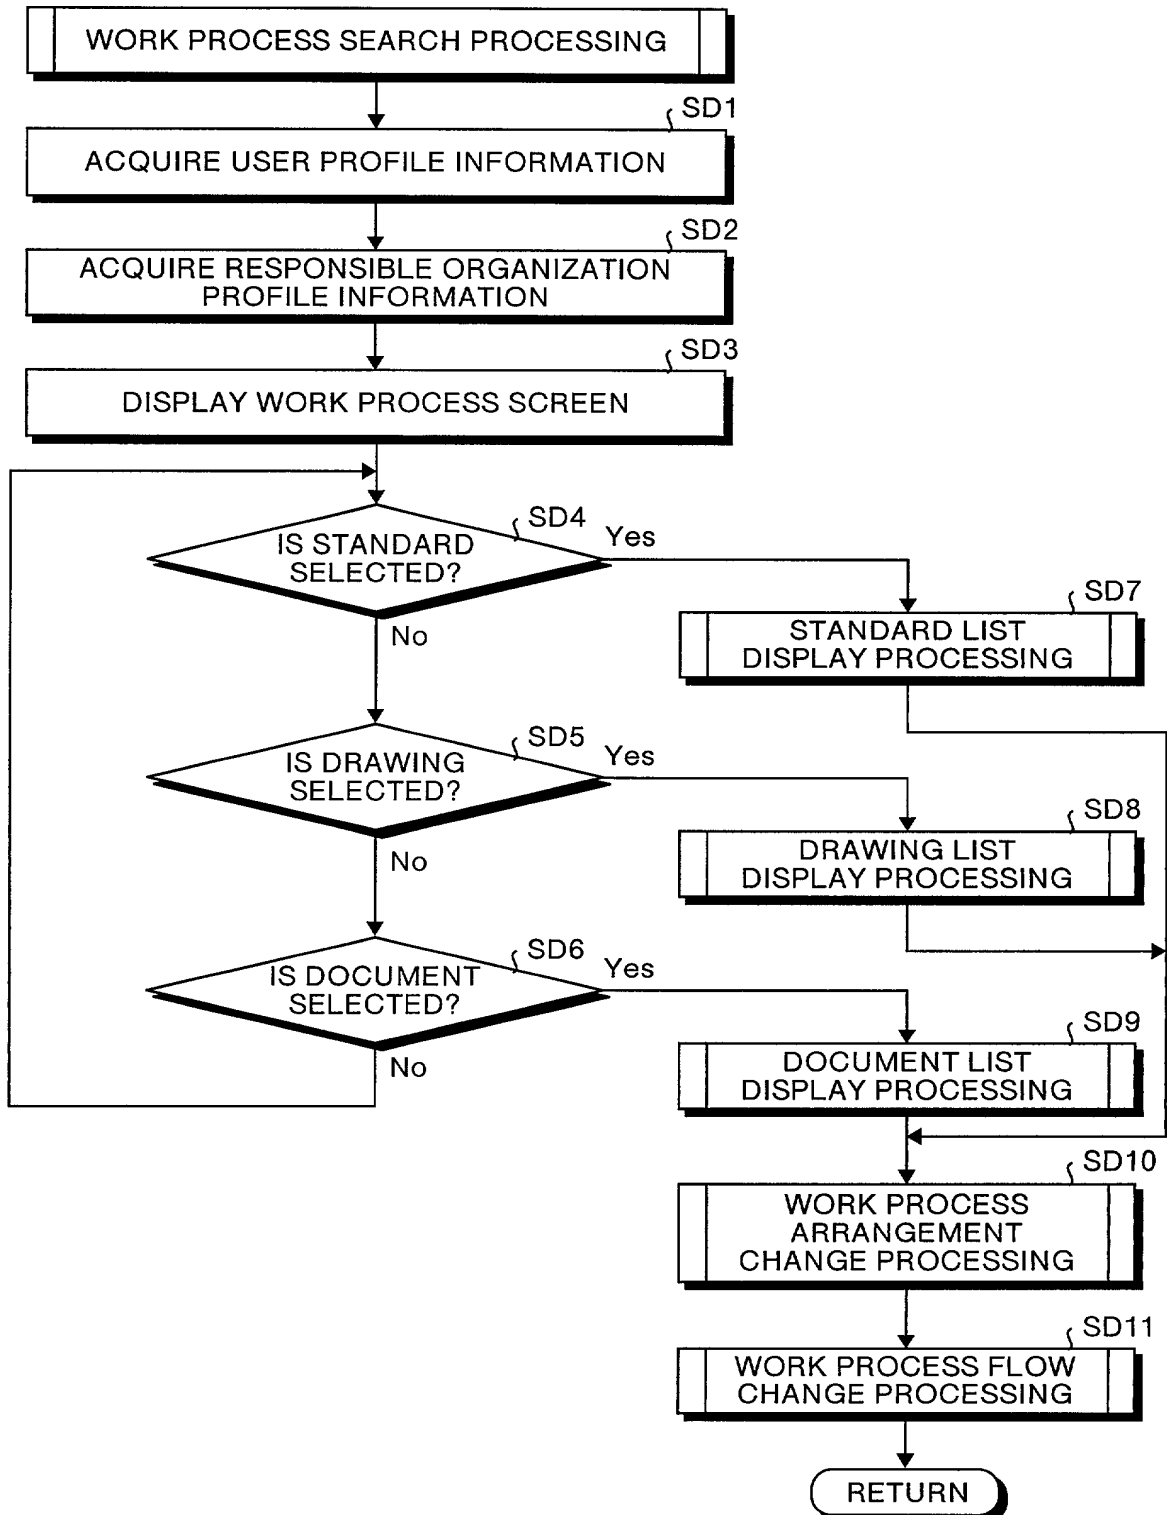 WORK PROCESS SEARCH PROCESSING
SD1
ACQUIRE USER PROFILE INFORMATION
SD2
ACQUIRE RESPONSIBLE ORGANIZATION
PROFILE INFORMATION
SD3
DISPLAY WORK PROCESS SCREEN
SD4
IS STANDARD
SELECTED?
Yes
No
SD7
STANDARD LIST
DISPLAY PROCESSING
SD5
IS DRAWING
SELECTED?
Yes
No
SD8
DRAWING LIST
DISPLAY PROCESSING
SD6
IS DOCUMENT
SELECTED?
Yes
No
SD9
DOCUMENT LIST
DISPLAY PROCESSING
SD10
WORK PROCESS
ARRANGEMENT
CHANGE PROCESSING
SD11
WORK PROCESS FLOW
CHANGE PROCESSING
RETURN